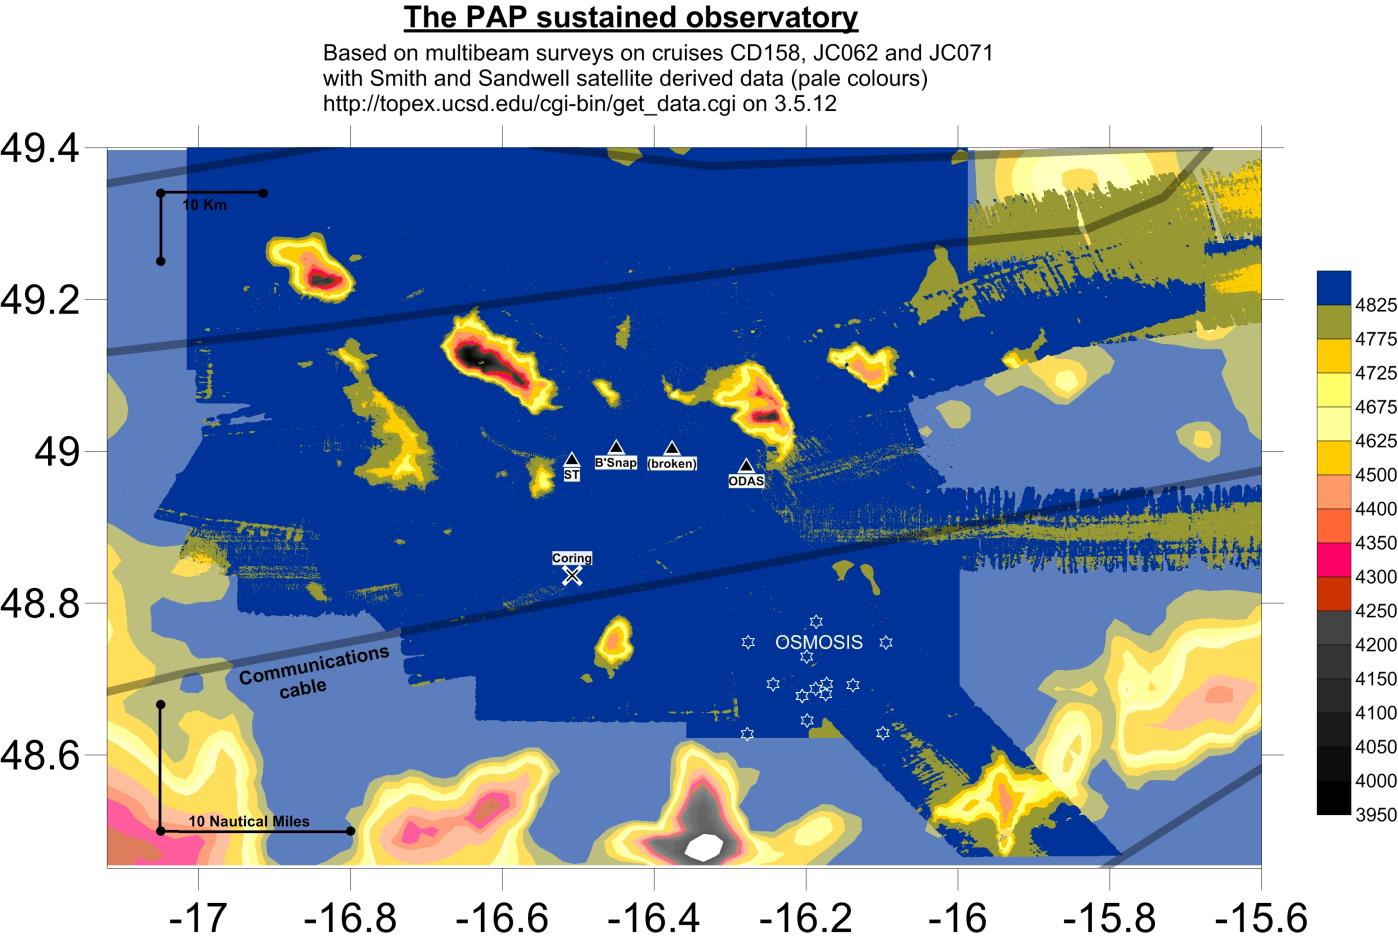 The PAP sustained observatory
Based on multibeam surveys on cruises CD158, JC062 and JC071
with Smith and Sandwell satellite derived data (pale colours)
http://topex.ucsd.edu/cgi-bin/get_data.cgi on 3.5.12
49.4
10 Km
49.2
49
B'Snap
(broken)
ST
ODAS
Coring
48.8
OSMOSIS
Communications
cable
48.6
10 Nautical Miles
-17
-16.8
-16.6
-16.4
-16.2
-16
-15.8
-15.6
4825
4775
4725
4675
4625
4500
4400
4350
4300
4250
4200
4150
4100
4050
4000
3950